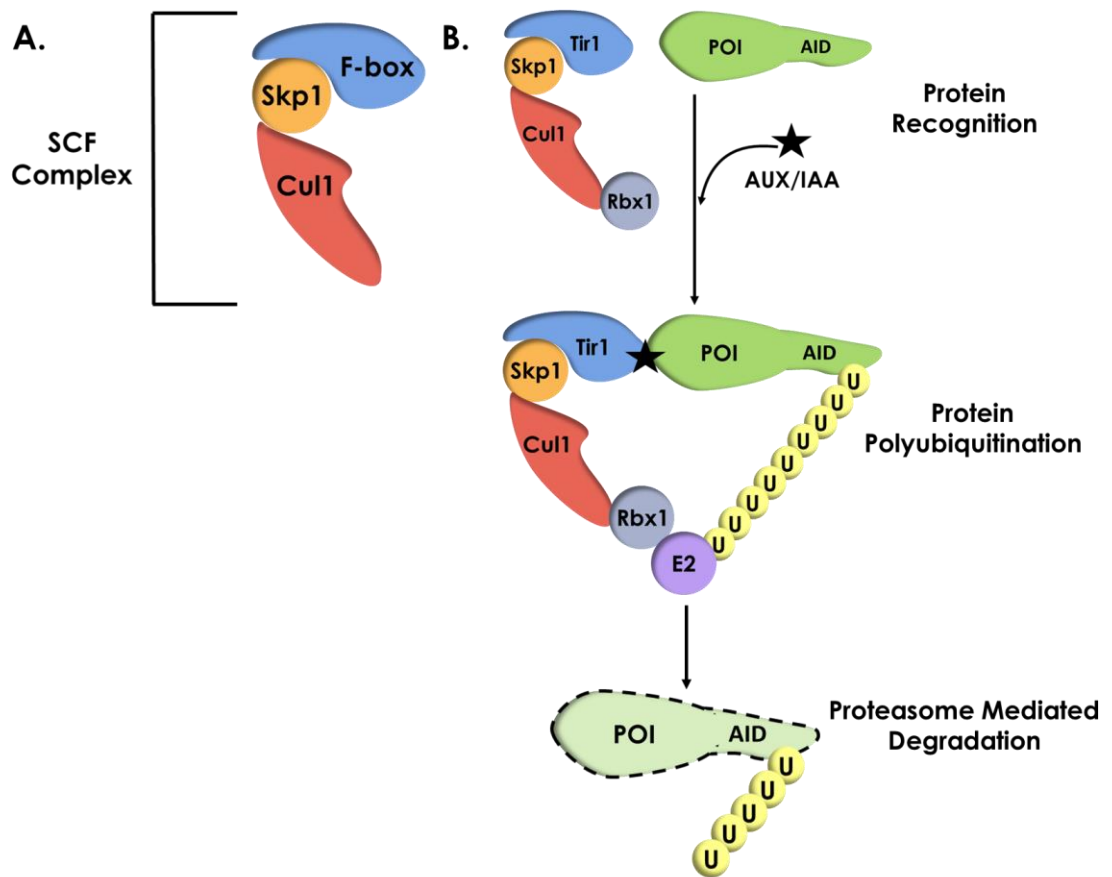 A.
SCF
Complex
F-box
Skp1
Cul1
B.
Tir1
Skp1
Cul1
Rbx1
POI
AID
Protein
Recognition
AUX/IAA
Tir1
Skp1
Cul1
Rbx1
E2
POI
AID
U
U
U
U
U
U
U
U
U
U
Protein
Polyubiquitination
POI
AID
U
U
U
U
U
Proteasome Mediated
Degradation